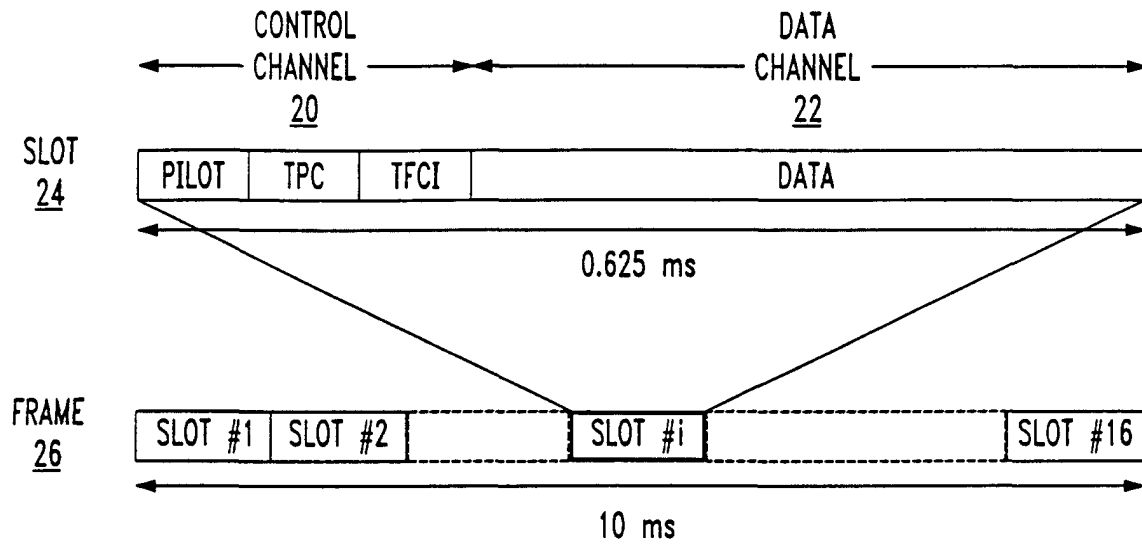 CONTROL CHANNEL 20
DATA CHANNEL 22
SLOT 24
PILOT TPC TFCI DATA
0.625 ms
FRAME 26
SLOT #1 SLOT #2 SLOT #i SLOT #16
10 ms